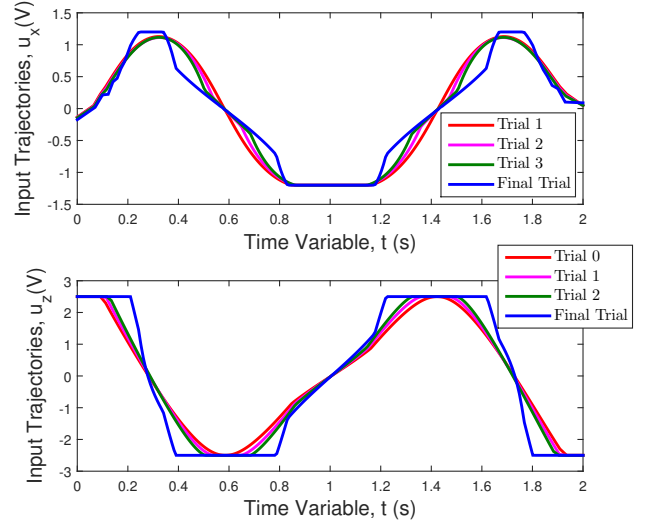 Input Trajectories, u_x(V)
1.5
1
0.5
0
-0.5
-1
-1.5
0 0.2 0.4 0.6 0.8 1 1.2 1.4 1.6 1.8 2
Time Variable, t (s)
Trial 1
Trial 2
Trial 3
Final Trial
Input Trajectories, u_z(V)
3
2
1
0
-1
-2
-3
0 0.2 0.4 0.6 0.8 1 1.2 1.4 1.6 1.8 2
Time Variable, t (s)
Trial 0
Trial 1
Trial 2
Final Trial